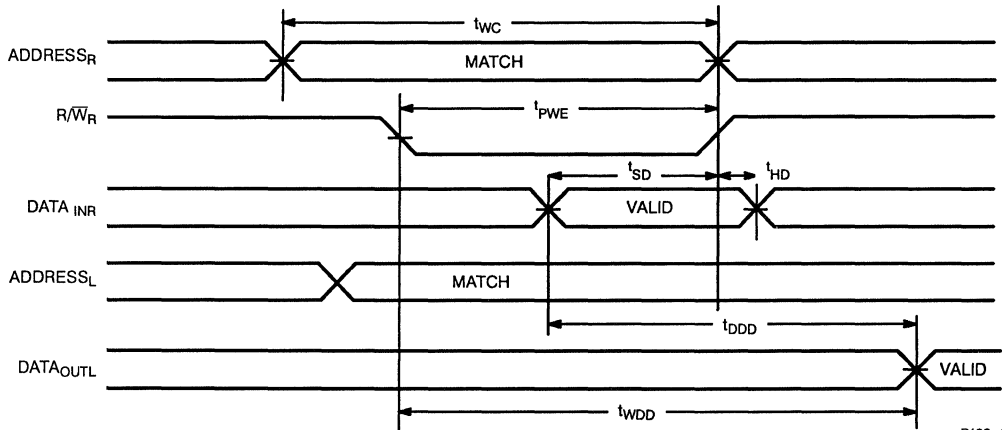 tWC
ADDRESSR
MATCH
R/W̅R
tPWE
tSD
tHD
DATA INR
VALID
ADDRESSL
MATCH
tDDD
DATAOUTL
VALID
tWDD